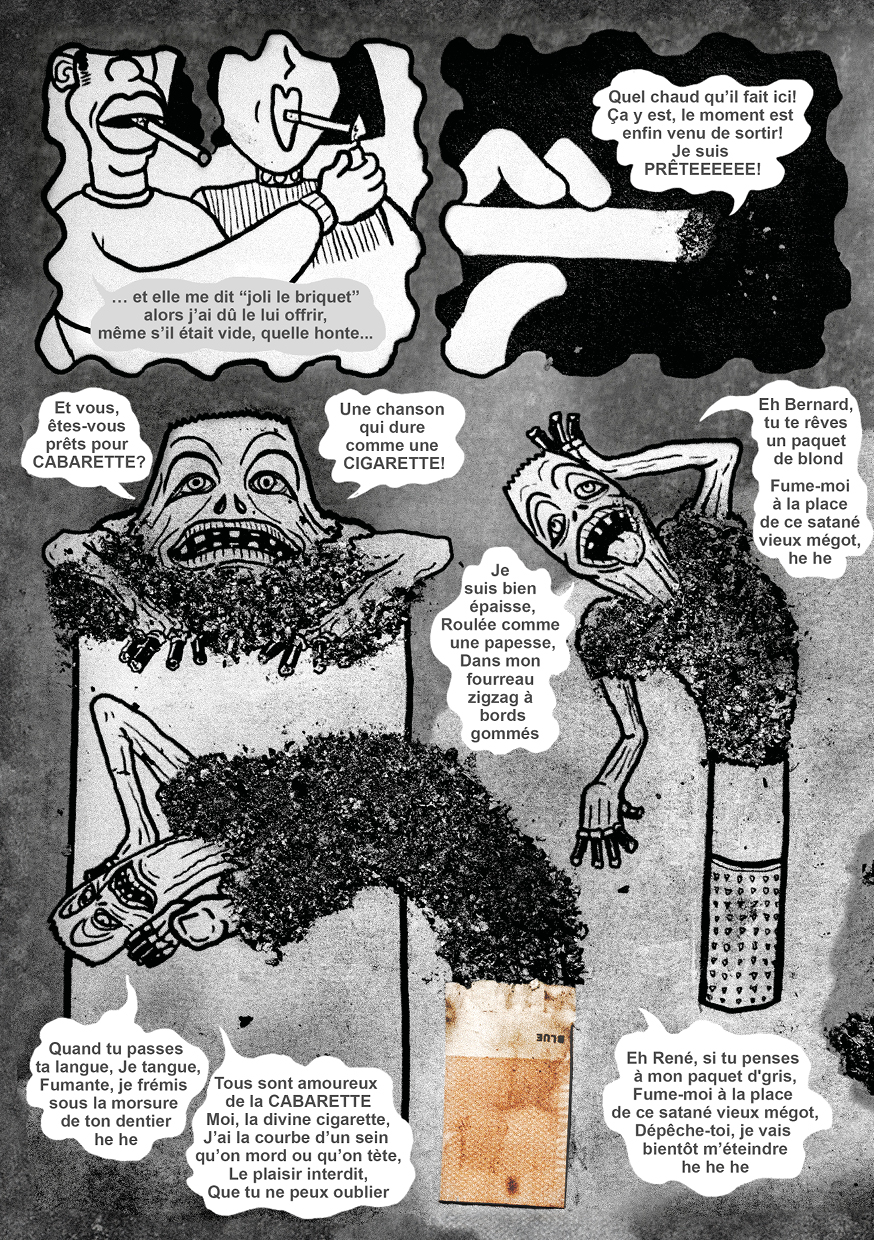 Quel chaud qu'il fait ici!
Ça y est, le moment est
enfin venu de sortir!
Je suis
PRÊTEEEEEE!
… et elle me dit “joli le briquet”
alors j'ai dû le lui offrir,
même s'il était vide, quelle honte...
Et vous,
êtes-vous
prêts pour
CABARETTE?
Une chanson
qui dure
comme une
CIGARETTE!
Eh Bernard,
tu te rêves
un paquet
de blond
Fume-moi
à la place
de ce satané
vieux mégot,
he he
Je
suis bien
épaisse,
Roulée comme
une papesse,
Dans mon
fourreau
zigzag à
bords
gommés
BLUE
Quand tu passes
ta langue, Je tangue,
Fumante, je frémis
sous la morsure
de ton dentier
he he
Tous sont amoureux
de la CABARETTE
Moi, la divine cigarette,
J'ai la courbe d'un sein
qu'on mord ou qu'on tète,
Le plaisir interdit,
Que tu ne peux oublier
Eh René, si tu penses
à mon paquet d'gris,
Fume-moi à la place
de ce satané vieux mégot,
Dépêche-toi, je vais
bientôt m'éteindre
he he he